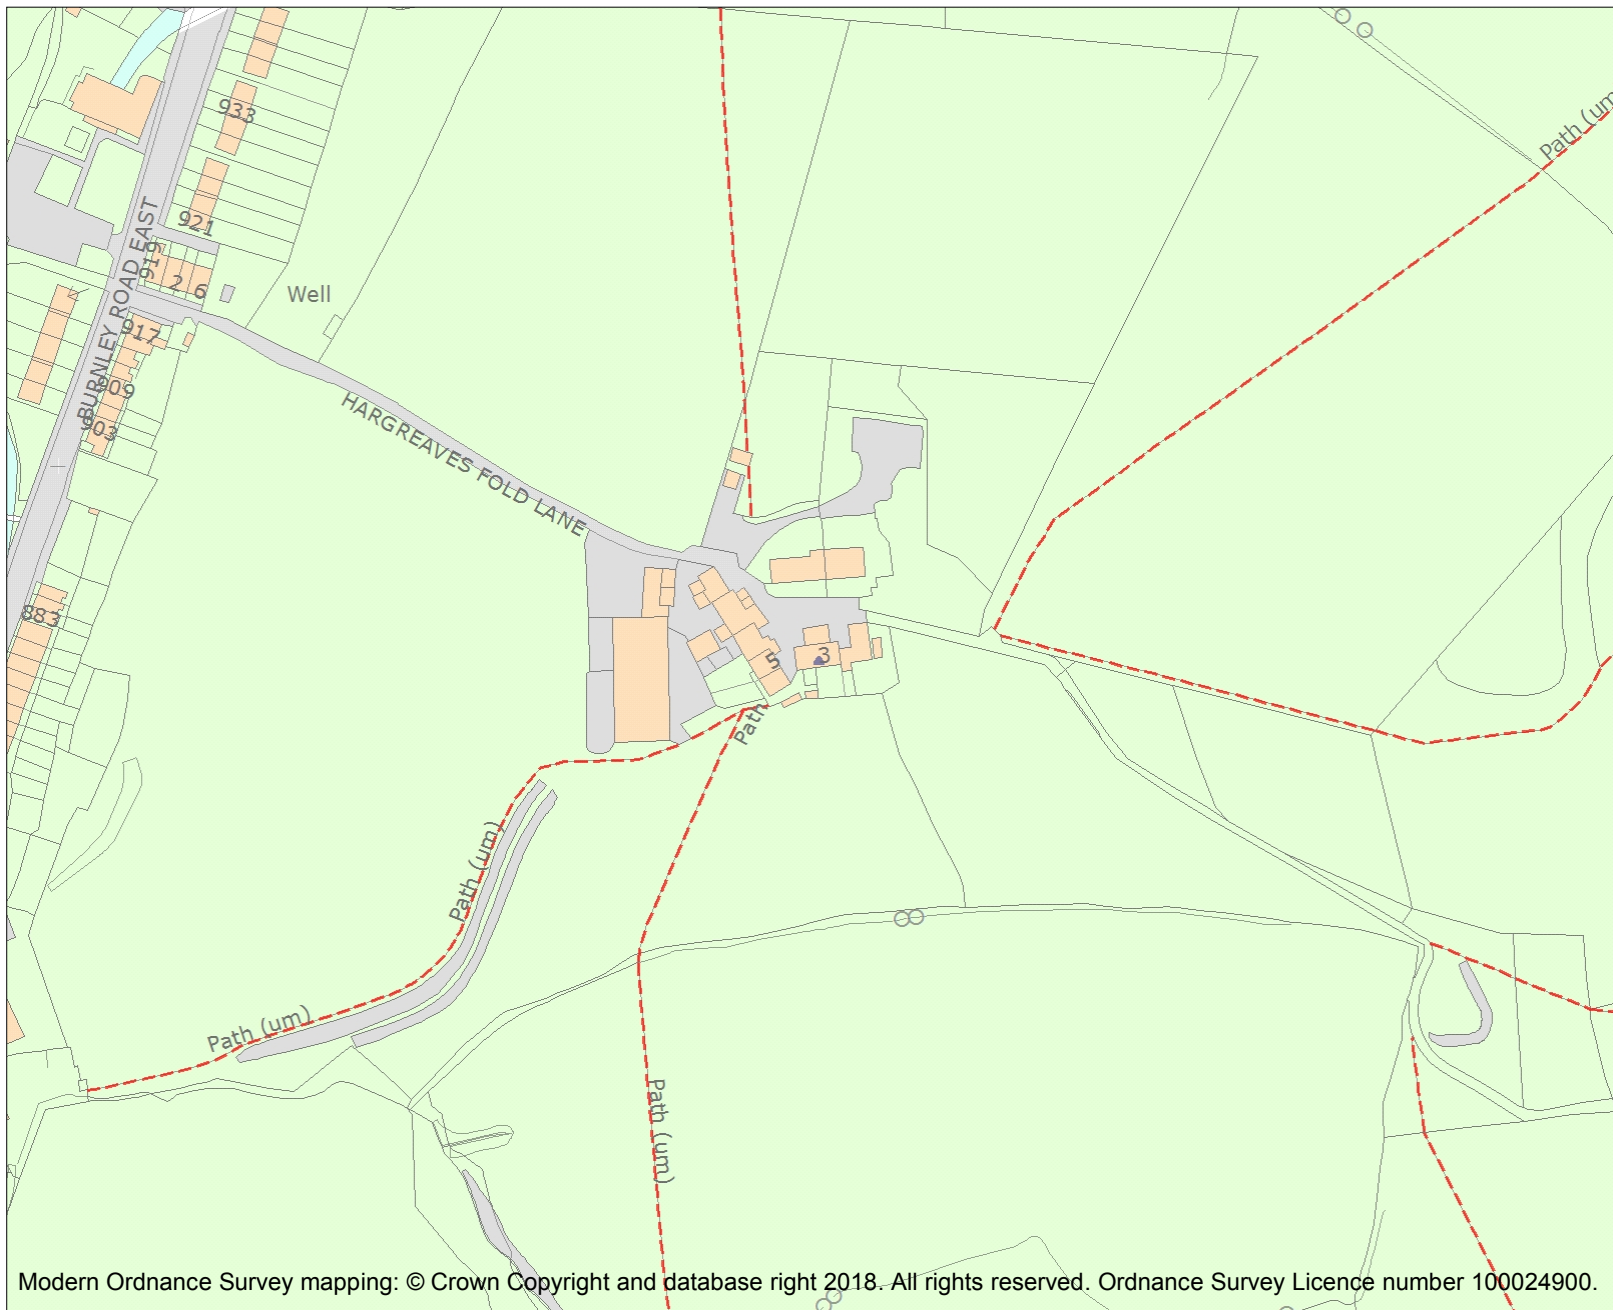 933
Path (um
921
BURNLEY ROAD EAST
919
2
6
Well
917
909
HARGREAVES FOLD LANE
903
883
5
3
Path
Path (um)
Path (um)
Path (um)
Modern Ordnance Survey mapping: © Crown Copyright and database right 2018. All rights reserved. Ordnance Survey Licence number 100024900.